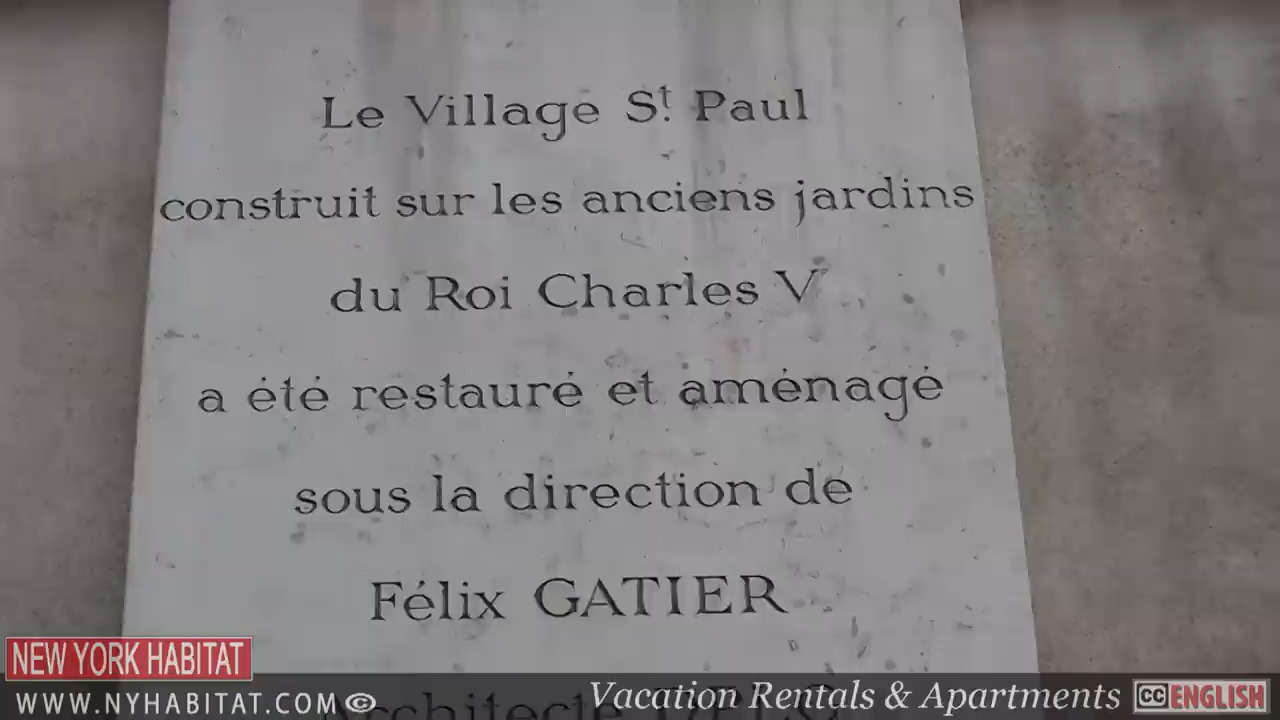 Le Village St Paul
construit sur les anciens jardins
du Roi Charles V
a été restauré et aménagé
sous la direction de
Félix GATIER
Architecte
NEW YORK HABITAT
WWW.NYHABITAT.COM ©
Vacation Rentals & Apartments
CC ENGLISH